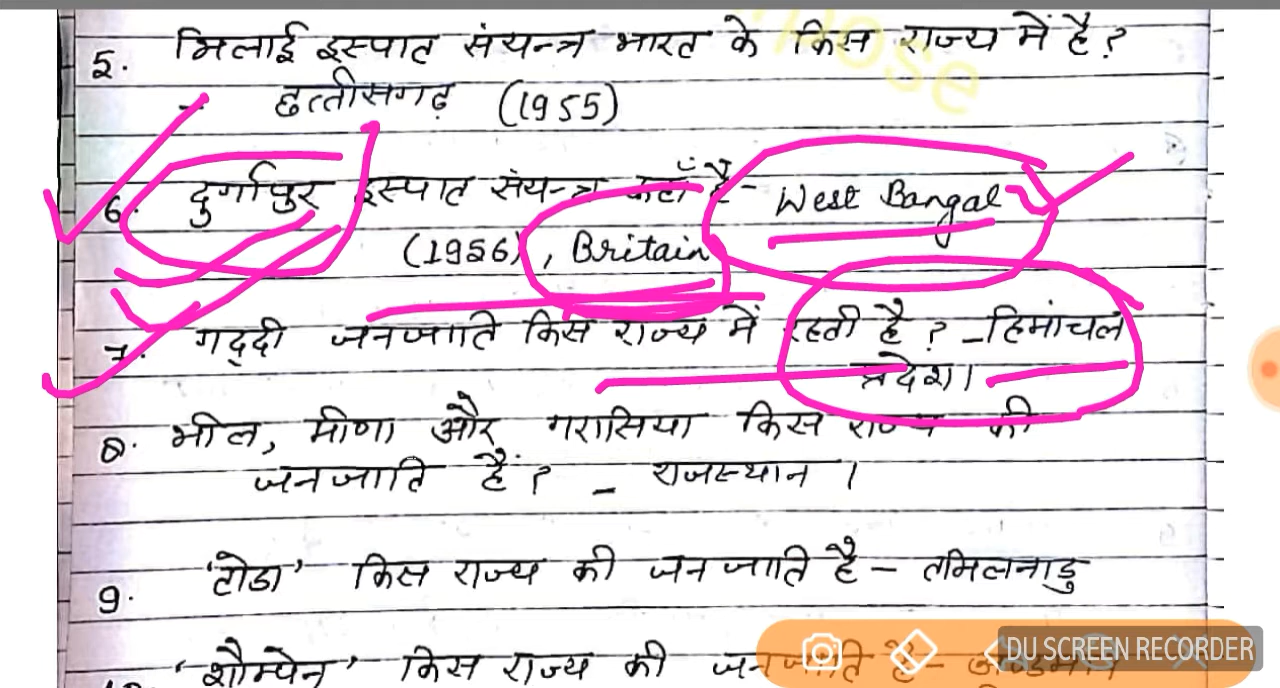 5. भिलाई इस्पात संयन्त्र भारत के किस राज्य में है?
- छत्तीसगढ़ (1955)
6. दुर्गापुर इस्पात संयन्त्र कहाँ है - West Bangal
(1956), Britain
7. गद्दी जनजाति किस राज्य में रहती है? - हिमांचल
प्रदेश।
8. भील, मीणा और गरासिया किस राज्य की
जनजाति हैं? - राजस्थान।
9. 'टोडा' किस राज्य की जनजाति है - तमिलनाडु
'शौम्पेन' किस राज्य की जनजाति है -
DU SCREEN RECORDER